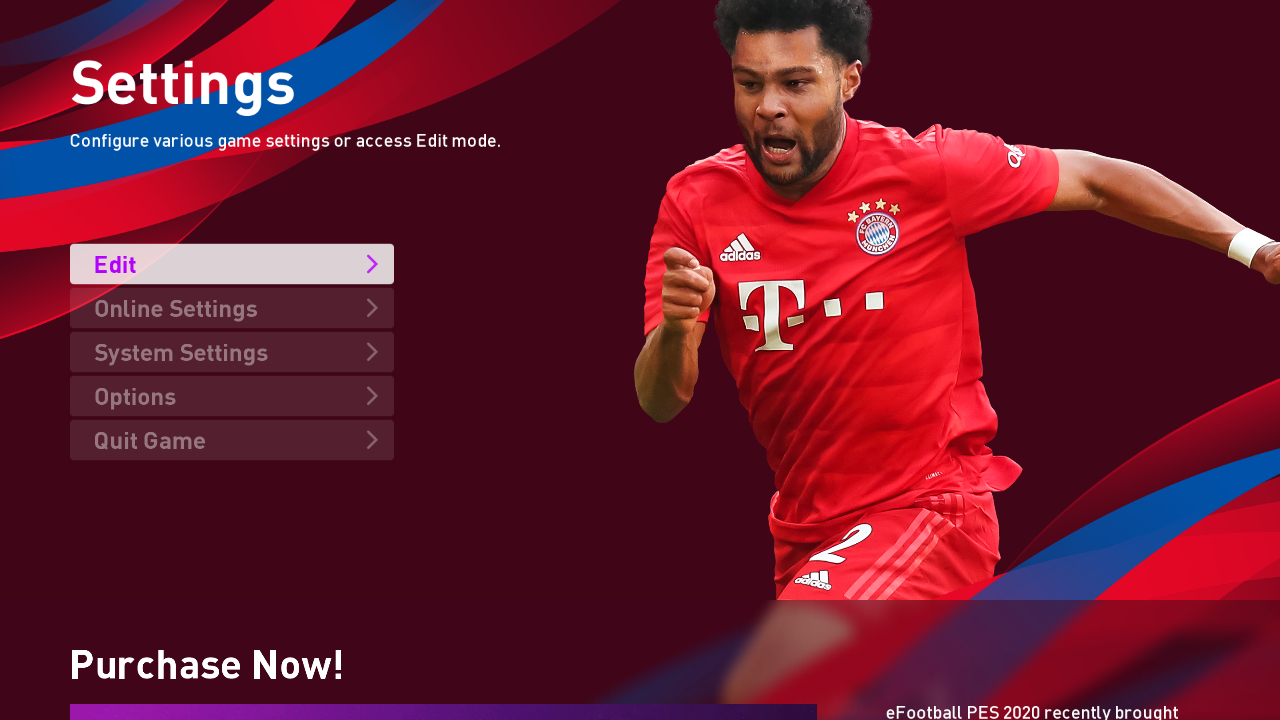 Settings
Configure various game settings or access Edit mode.
Edit
Online Settings
System Settings
Options
Quit Game
FC BAYERN
MÜNCHEN
adidas
T
2
adidas
Purchase Now!
eFootball PES 2020 recently brought